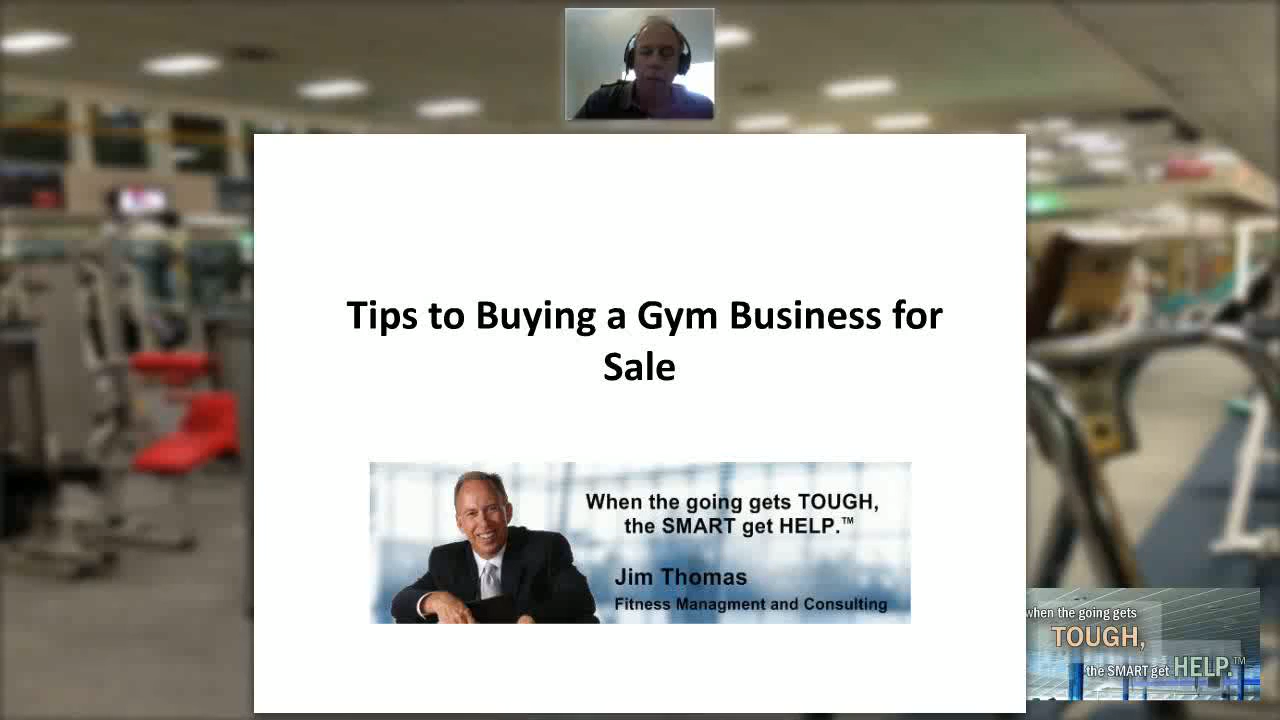 Tips to Buying a Gym Business for
Sale
When the going gets TOUGH,
the SMART get HELP.™
Jim Thomas
Fitness Managment and Consulting
when the going gets
TOUGH,
the SMART get HELP.™